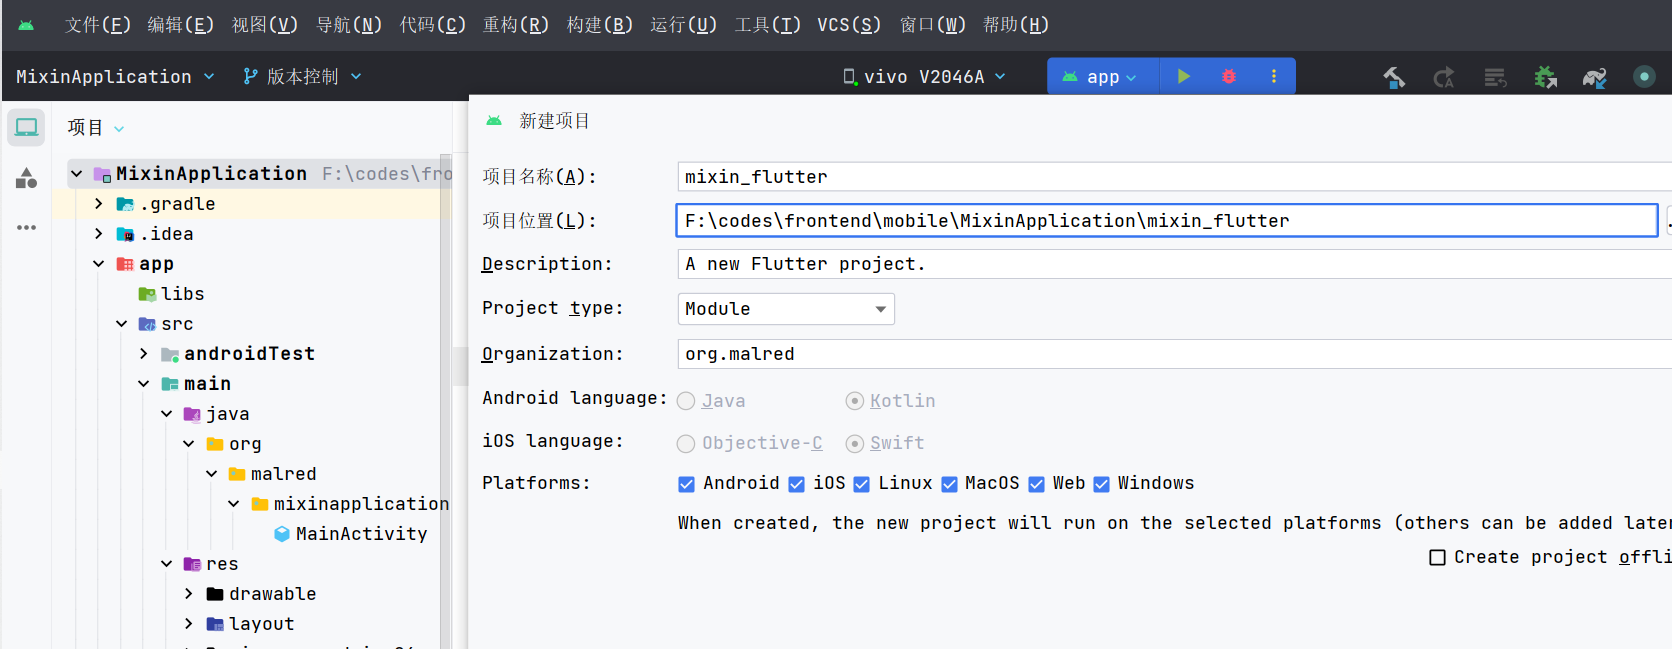 文件(F) 编辑(E) 视图(V) 导航(N) 代码(C) 重构(R) 构建(B) 运行(U) 工具(T) VCS(S) 窗口(W) 帮助(H)
MixinApplication 版本控制 vivo V2046A app
项目
MixinApplication F:\codes\fro
.gradle
.idea
app
libs
src
androidTest
main
java
org
malred
mixinapplication
MainActivity
res
drawable
layout
新建项目
项目名称(A): mixin_flutter
项目位置(L): F:\codes\frontend\mobile\MixinApplication\mixin_flutter
Description: A new Flutter project.
Project type: Module
Organization: org.malred
Android language: Java Kotlin
iOS language: Objective-C Swift
Platforms: Android iOS Linux MacOS Web Windows
When created, the new project will run on the selected platforms (others can be added later
Create project offli